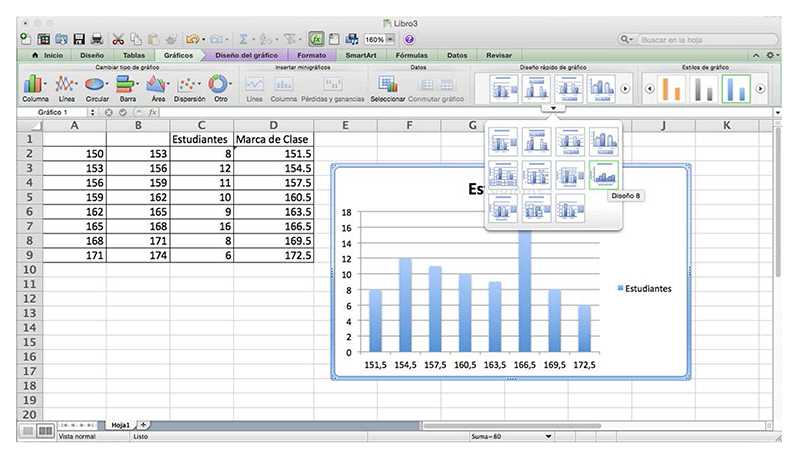 Libro3
160%
Buscar en la hoja
Inicio Diseño Tablas Gráficos Diseño del gráfico Formato SmartArt Fórmulas Datos Revisar
Cambiar tipo de gráfico Insertar minigráficos Datos Diseño rápido de gráfico Estilos de gráfico
Columna Línea Circular Barra Área Dispersión Otro Línea Columna Pérdidas y ganancias Seleccionar Conmutar gráfico
Gráfico 1 fx
A B C D E F G J K
1 Estudiantes Marca de Clase
2 150 153 8 151.5
3 153 156 12 154.5
4 156 159 11 157.5
5 159 162 10 160.5
6 162 165 9 163.5
7 165 168 16 166.5
8 168 171 8 169.5
9 171 174 6 172.5
10
11
12
13
14
15
16
17
18
19
20
Diseño 8
Es
18
16
14
12
10
8
6
4
2
0
151,5 154,5 157,5 160,5 163,5 166,5 169,5 172,5
Estudiantes
Hoja1
Vista normal Listo Suma=80